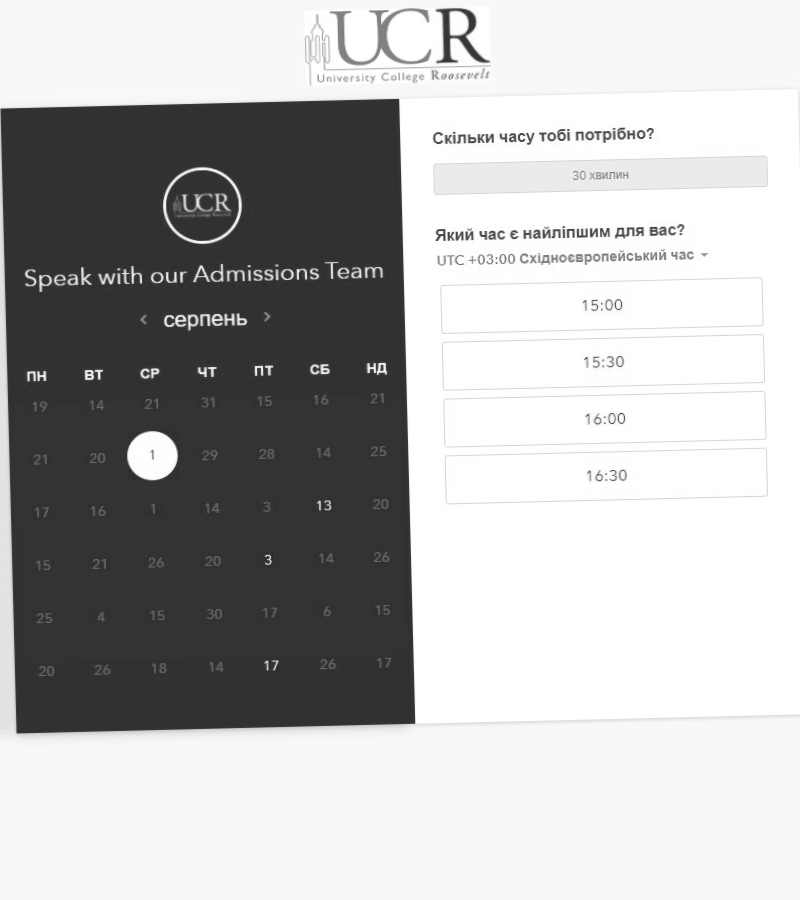 UCR
University College Roosevelt
UCR
University College Roosevelt
Speak with our Admissions Team
серпень
ПН ВТ СР ЧТ ПТ СБ НД
19 14 21 31 15 16 21
21 20 1 29 28 14 25
17 16 1 14 3 13 20
15 21 26 20 3 14 26
25 4 15 30 17 6 15
20 26 18 14 17 26 17
Скільки часу тобі потрібно?
30 хвилин
Який час є найліпшим для вас?
UTC +03:00 Східноєвропейський час
15:00
15:30
16:00
16:30